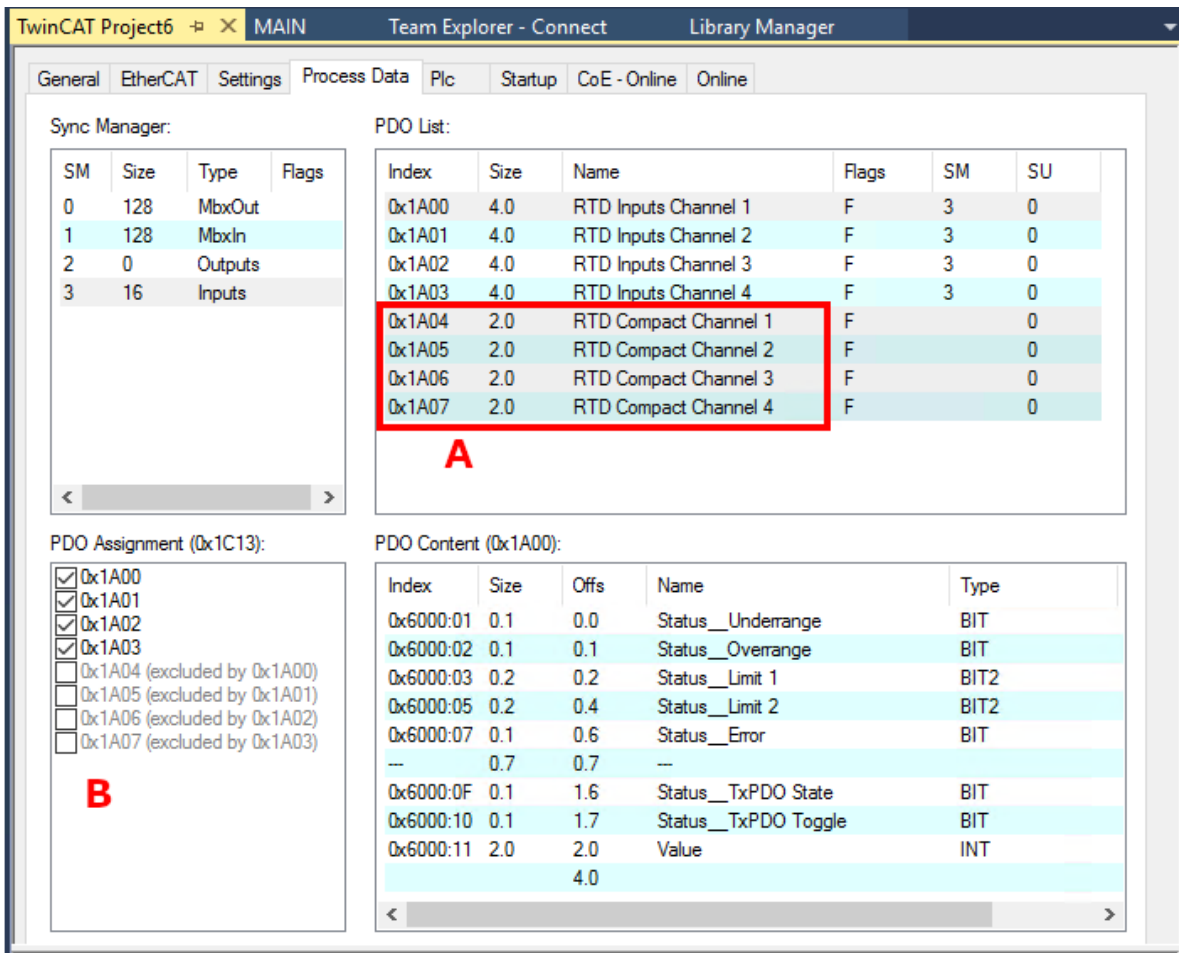 TwinCAT Project6 MAIN Team Explorer - Connect Library Manager
General EtherCAT Settings Process Data Plc Startup CoE - Online Online
Sync Manager:
SM Size Type Flags
0 128 MbxOut
1 128 MbxIn
2 0 Outputs
3 16 Inputs
PDO List:
Index Size Name Flags SM SU
0x1A00 4.0 RTD Inputs Channel 1 F 3 0
0x1A01 4.0 RTD Inputs Channel 2 F 3 0
0x1A02 4.0 RTD Inputs Channel 3 F 3 0
0x1A03 4.0 RTD Inputs Channel 4 F 3 0
0x1A04 2.0 RTD Compact Channel 1 F 0
0x1A05 2.0 RTD Compact Channel 2 F 0
0x1A06 2.0 RTD Compact Channel 3 F 0
0x1A07 2.0 RTD Compact Channel 4 F 0
A
PDO Assignment (0x1C13):
0x1A00
0x1A01
0x1A02
0x1A03
0x1A04 (excluded by 0x1A00)
0x1A05 (excluded by 0x1A01)
0x1A06 (excluded by 0x1A02)
0x1A07 (excluded by 0x1A03)
B
PDO Content (0x1A00):
Index Size Offs Name Type
0x6000:01 0.1 0.0 Status__Underrange BIT
0x6000:02 0.1 0.1 Status__Overrange BIT
0x6000:03 0.2 0.2 Status__Limit 1 BIT2
0x6000:05 0.2 0.4 Status__Limit 2 BIT2
0x6000:07 0.1 0.6 Status__Error BIT
--- 0.7 0.7 ---
0x6000:0F 0.1 1.6 Status__TxPDO State BIT
0x6000:10 0.1 1.7 Status__TxPDO Toggle BIT
0x6000:11 2.0 2.0 Value INT
4.0